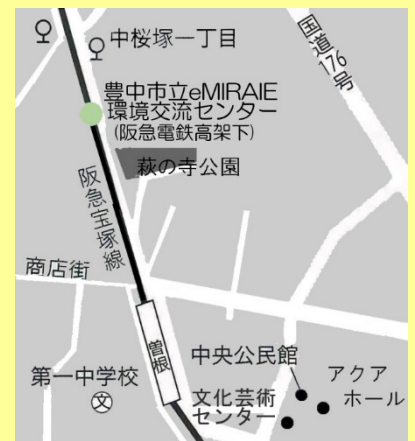 中桜塚一丁目
国道176号
豊中市立eMIRAIE
環境交流センター
(阪急電鉄高架下)
萩の寺公園
阪急宝塚線
商店街
曽根
中央公民館
第一中学校
文
アクア
ホール
文化芸術
センター